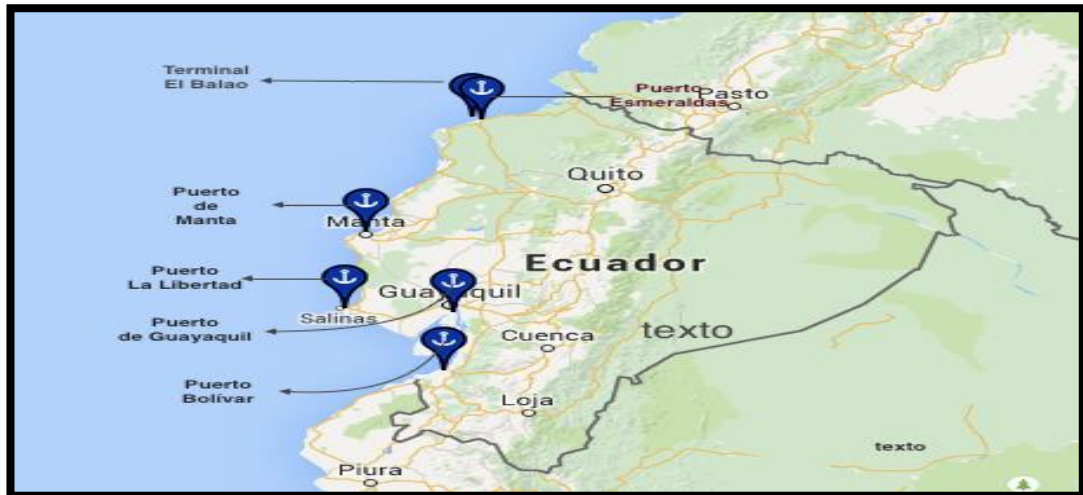 Terminal
El Balao
Puerto
Esmeraldas
Pasto
Quito
Puerto
de
Manta
Manta
Ecuador
Puerto
La Libertad
Guayaquil
Salinas
Puerto
de Guayaquil
texto
Cuenca
Puerto
Bolívar
Loja
texto
Piura